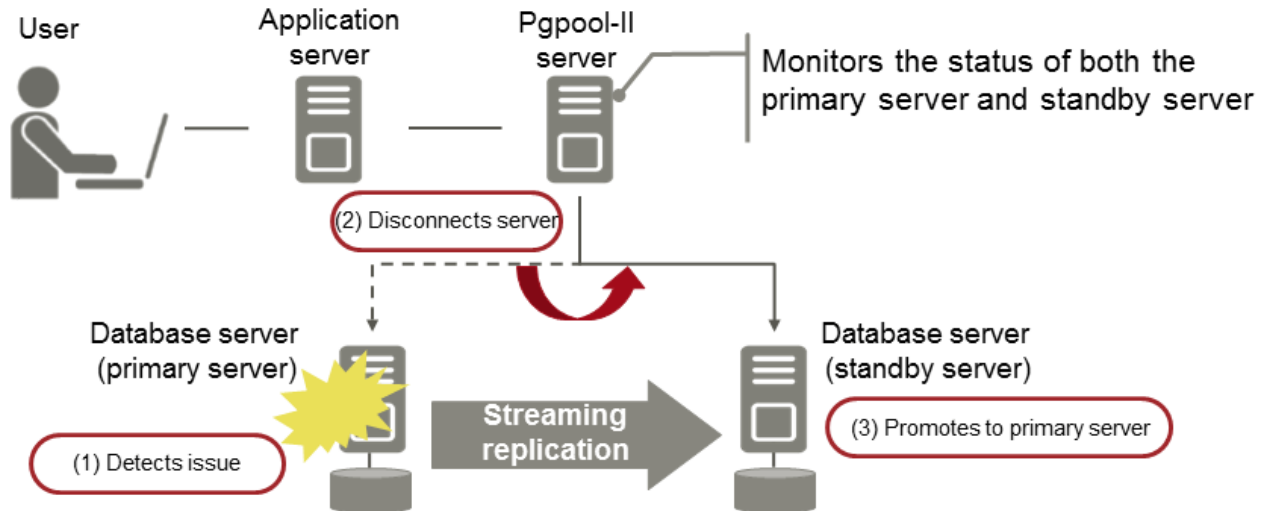 User
Application
server
Pgpool-II
server
Monitors the status of both the
primary server and standby server
(2) Disconnects server
Database server
(primary server)
Database server
(standby server)
Streaming
replication
(1) Detects issue
(3) Promotes to primary server